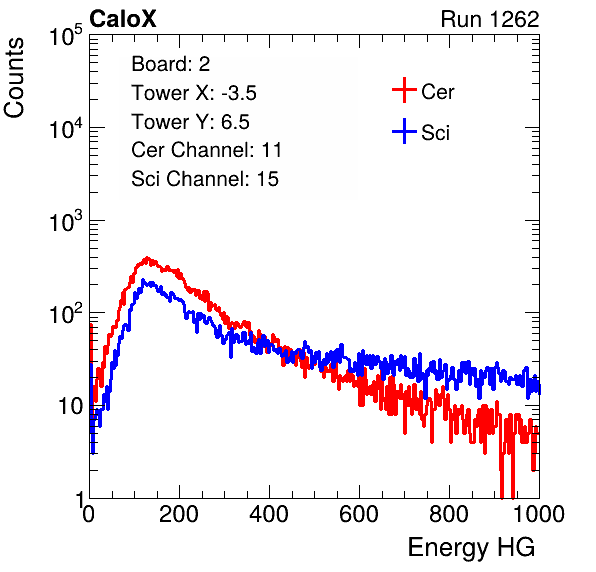 CaloX Run 1262
Counts
Board: 2
Tower X: -3.5
Tower Y: 6.5
Cer Channel: 11
Sci Channel: 15
Cer
Sci
10^5
10^4
10^3
10^2
10
1
0 200 400 600 800 1000
Energy HG